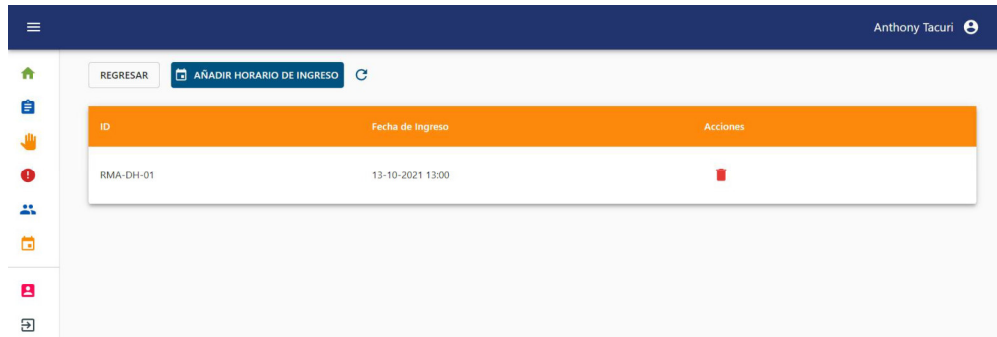 Anthony Tacuri
REGRESAR AÑADIR HORARIO DE INGRESO
ID Fecha de Ingreso Acciones
RMA-DH-01 13-10-2021 13:00